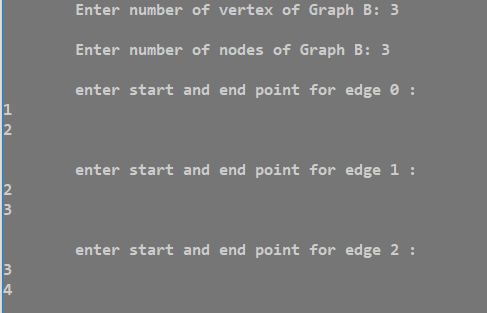 Enter number of vertex of Graph B: 3
Enter number of nodes of Graph B: 3
enter start and end point for edge 0 :
1
2
enter start and end point for edge 1 :
2
3
enter start and end point for edge 2 :
3
4